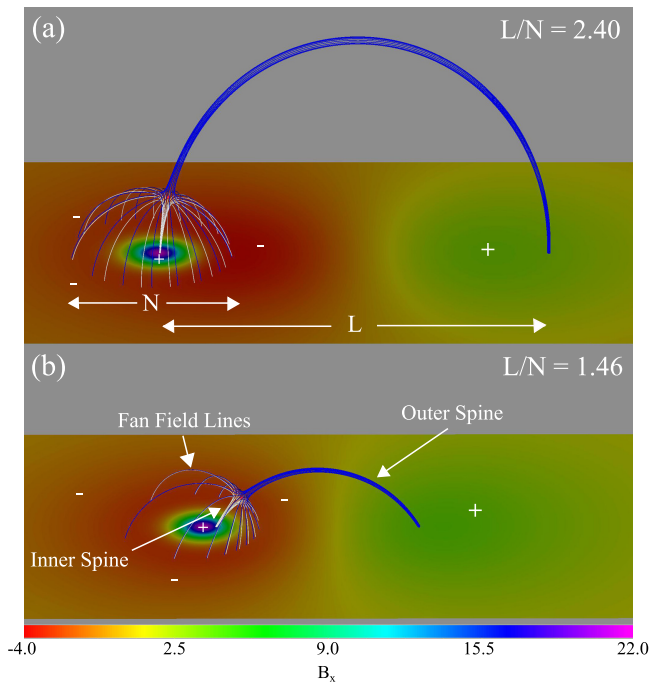 (a) L/N = 2.40
-
- +
+
-
N
L
(b) L/N = 1.46
Fan Field Lines Outer Spine
-
- +
+
Inner Spine
-
-4.0 2.5 9.0 15.5 22.0
Bx